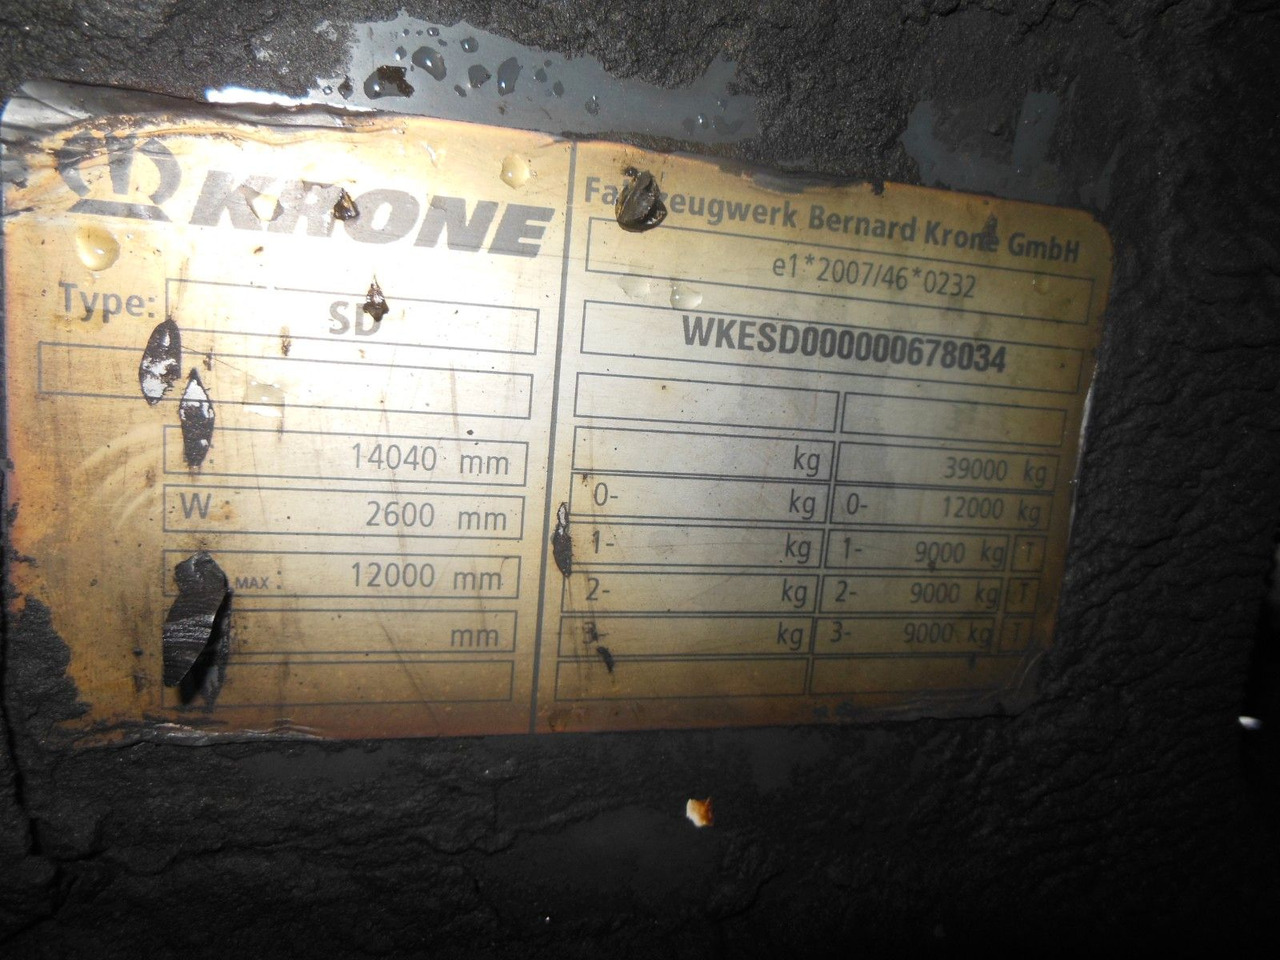 KRONE
Type: SD
14040 mm
W 2600 mm
MAX: 12000 mm
mm
Fahrzeugwerk Bernard Krone GmbH
e1*2007/46*0232
WKESD000000678034
kg 39000 kg
0- kg 0- 12000 kg
1- kg 1- 9000 kg T
2- kg 2- 9000 kg T
3- kg 3- 9000 kg T